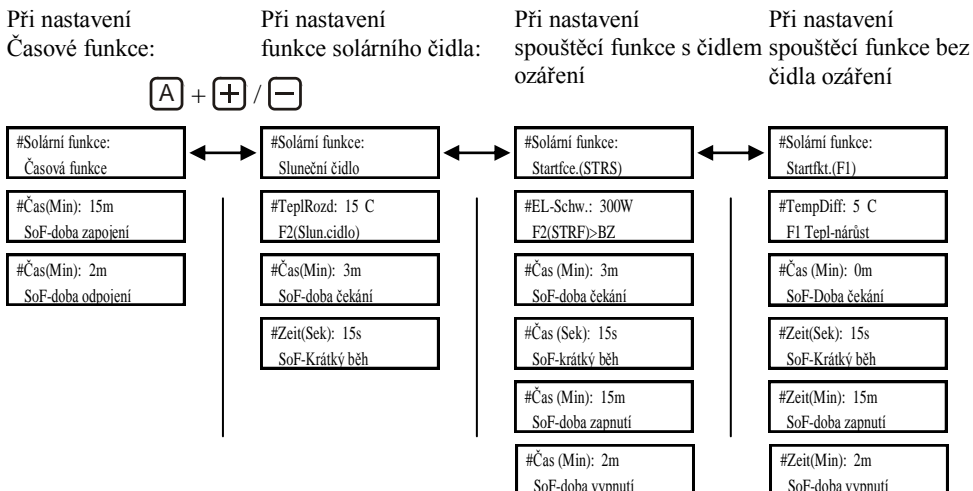 Při nastavení
Časové funkce:
Při nastavení
funkce solárního čidla:
Při nastavení
spouštěcí funkce s čidlem
ozáření
Při nastavení
spouštěcí funkce bez
čidla ozáření
A + + / −
#Solární funkce:
Časová funkce
#Čas(Min): 15m
SoF-doba zapojení
#Čas(Min): 2m
SoF-doba odpojení
#Solární funkce:
Sluneční čidlo
#TeplRozd: 15 C
F2(Slun.cidlo)
#Čas(Min): 3m
SoF-doba čekání
#Zeit(Sek): 15s
SoF-Krátký běh
#Solární funkce:
Startfce.(STRS)
#EL-Schw.: 300W
F2(STRF)>BZ
#Čas (Min): 3m
SoF-doba čekání
#Čas (Sek): 15s
SoF-krátký běh
#Čas (Min): 15m
SoF-doba zapnutí
#Čas (Min): 2m
SoF-doba vypnutí
#Solární funkce:
Startfkt.(F1)
#TempDiff: 5 C
F1 Tepl-nárůst
#Čas (Min): 0m
SoF-Doba čekání
#Zeit(Sek): 15s
SoF-Krátký běh
#Zeit(Min): 15m
SoF-doba zapnutí
#Zeit(Min): 2m
SoF-doba vypnutí